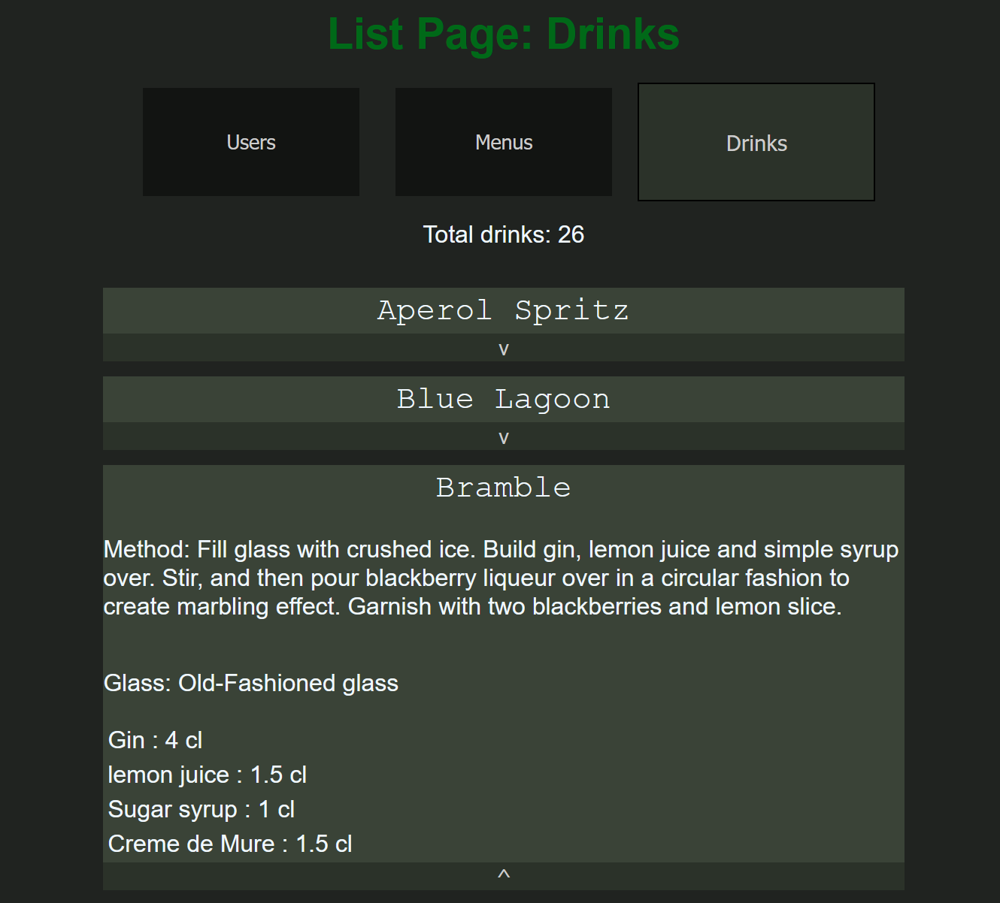 List Page: Drinks
Users
Menus
Drinks
Total drinks: 26
Aperol Spritz
v
Blue Lagoon
v
Bramble
Method: Fill glass with crushed ice. Build gin, lemon juice and simple syrup
over. Stir, and then pour blackberry liqueur over in a circular fashion to
create marbling effect. Garnish with two blackberries and lemon slice.
Glass: Old-Fashioned glass
Gin : 4 cl
lemon juice : 1.5 cl
Sugar syrup : 1 cl
Creme de Mure : 1.5 cl
^